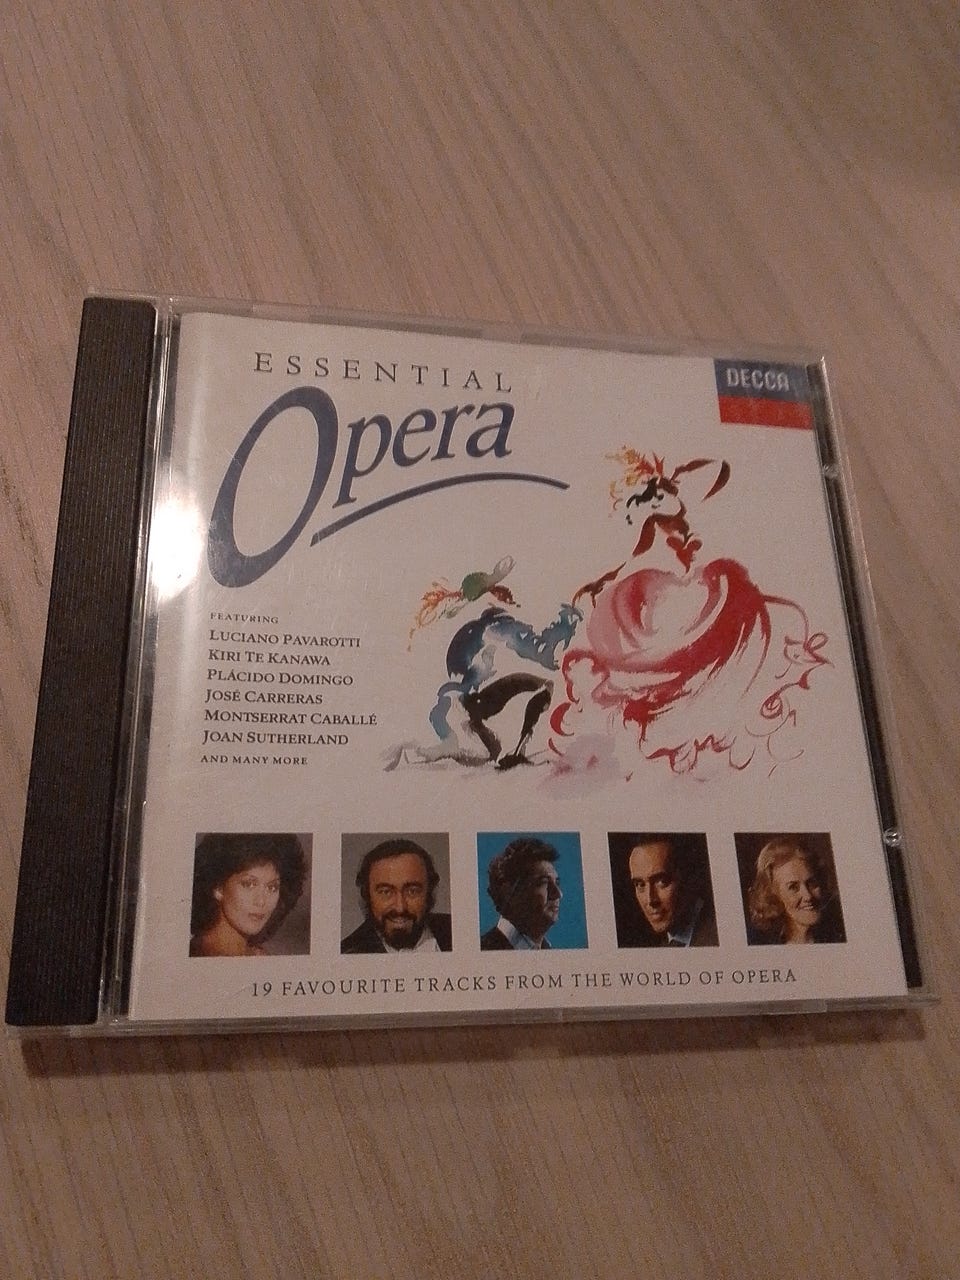 ESSENTIAL
Opera
DECCA
FEATURING
LUCIANO PAVAROTTI
KIRI TE KANAWA
PLÁCIDO DOMINGO
JOSÉ CARRERAS
MONTSERRAT CABALLÉ
JOAN SUTHERLAND
AND MANY MORE
19 FAVOURITE TRACKS FROM THE WORLD OF OPERA